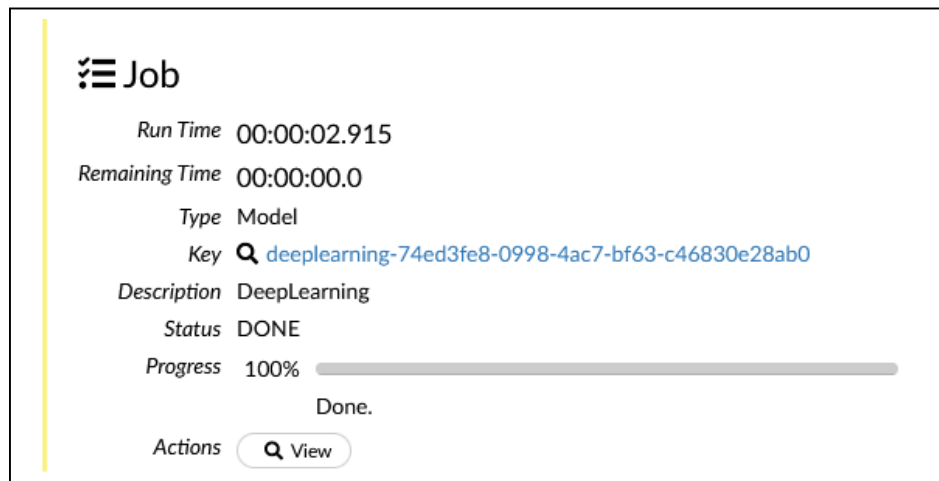 Job
Run Time 00:00:02.915
Remaining Time 00:00:00.0
Type Model
Key deeplearning-74ed3fe8-0998-4ac7-bf63-c46830e28ab0
Description DeepLearning
Status DONE
Progress 100%
Done.
Actions View